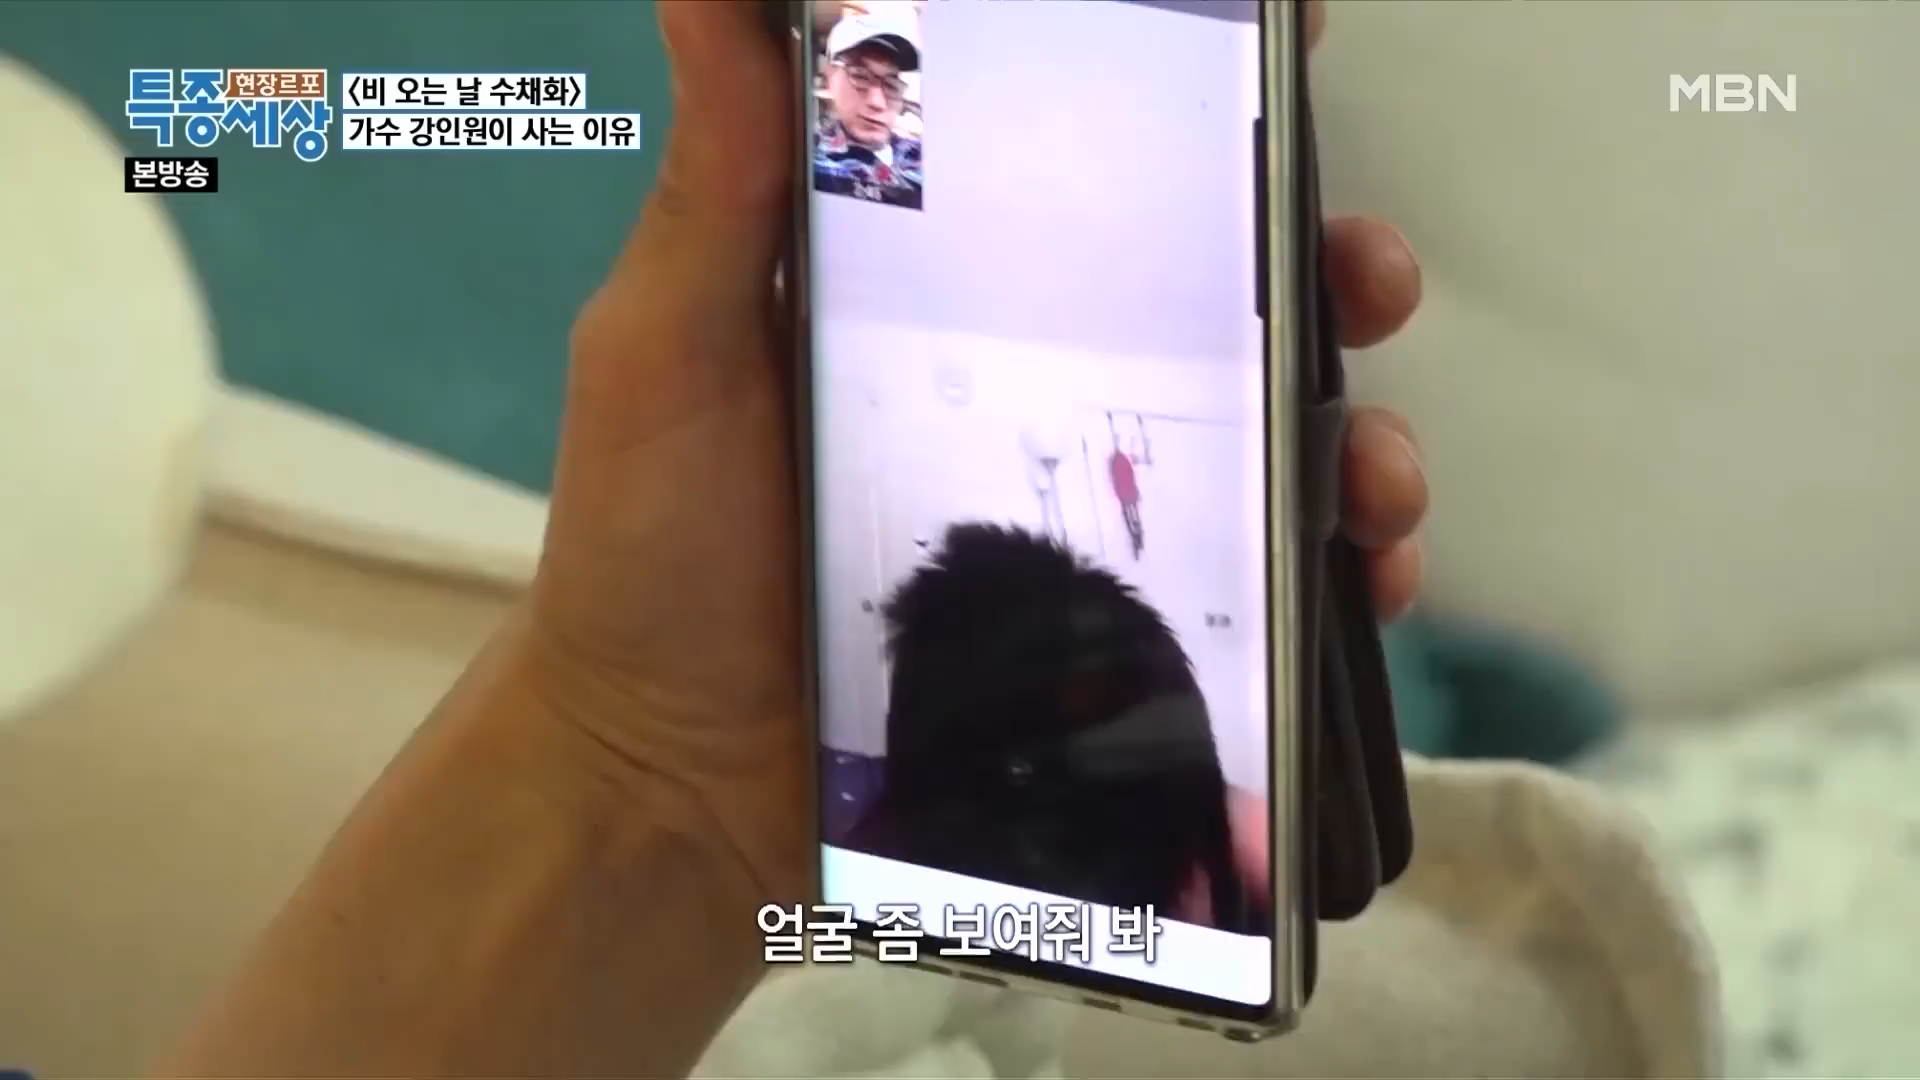 특종세상
현장르포
<비 오는 날 수채화>
가수 강인원이 사는 이유
본방송
MBN
얼굴 좀 보여줘 봐